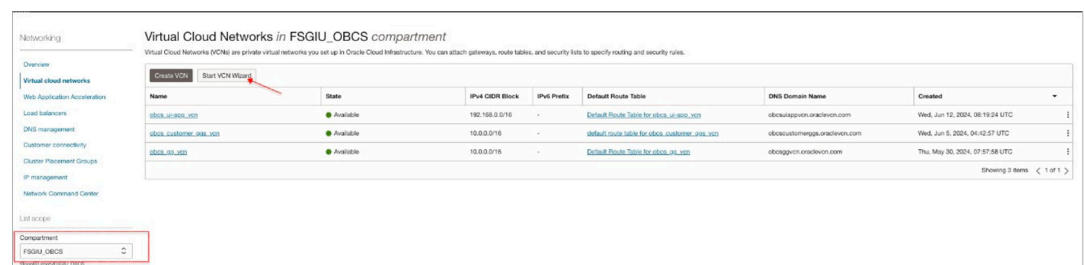 Networking
Virtual Cloud Networks in FSGIU_OBCS compartment
Virtual Cloud Networks (VCNs) are private virtual networks you set up in Oracle Cloud Infrastructure. You can attach gateways, route tables, and security lists to specify routing and security rules.
Overview
Virtual cloud networks
Web Application Acceleration
Load balancers
DNS management
Customer connectivity
Cluster Placement Groups
IP management
Network Command Center
List scope
Compartment
FSGIU_OBCS
Create VCN Start VCN Wizard
Name State IPv4 CIDR Block IPv6 Prefix Default Route Table DNS Domain Name Created
obcs_ui-app_vcn Available 192.168.0.0/16 - Default Route Table for obcs_ui-app_vcn obcsuiappvcn.oraclevcn.com Wed, Jun 12, 2024, 08:19:24 UTC
obcs_customer_ggs_vcn Available 10.0.0.0/16 - default route table for obcs_customer_ggs_vcn obcscustomerggs.oraclevcn.com Wed, Jun 5, 2024, 04:42:57 UTC
obcs_gg_vcn Available 10.0.0.0/16 - Default Route Table for obcs_gg_vcn obcsggvcn.oraclevcn.com Thu, May 30, 2024, 07:57:58 UTC
Showing 3 items < 1 of 1 >